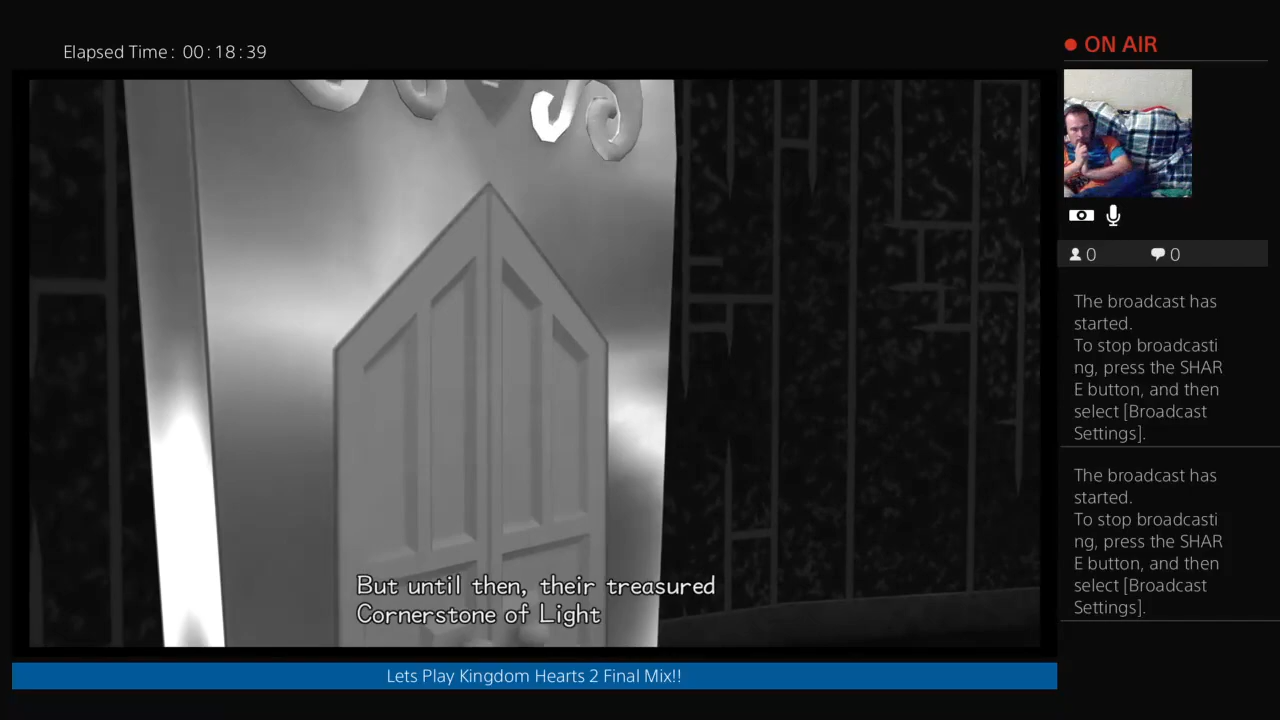 Elapsed Time: 00:18:39
ON AIR
0
0
The broadcast has
started.
To stop broadcasti
ng, press the SHAR
E button, and then
select [Broadcast
Settings].
The broadcast has
started.
To stop broadcasti
ng, press the SHAR
E button, and then
select [Broadcast
Settings].
But until then, their treasured
Cornerstone of Light
Lets Play Kingdom Hearts 2 Final Mix!!